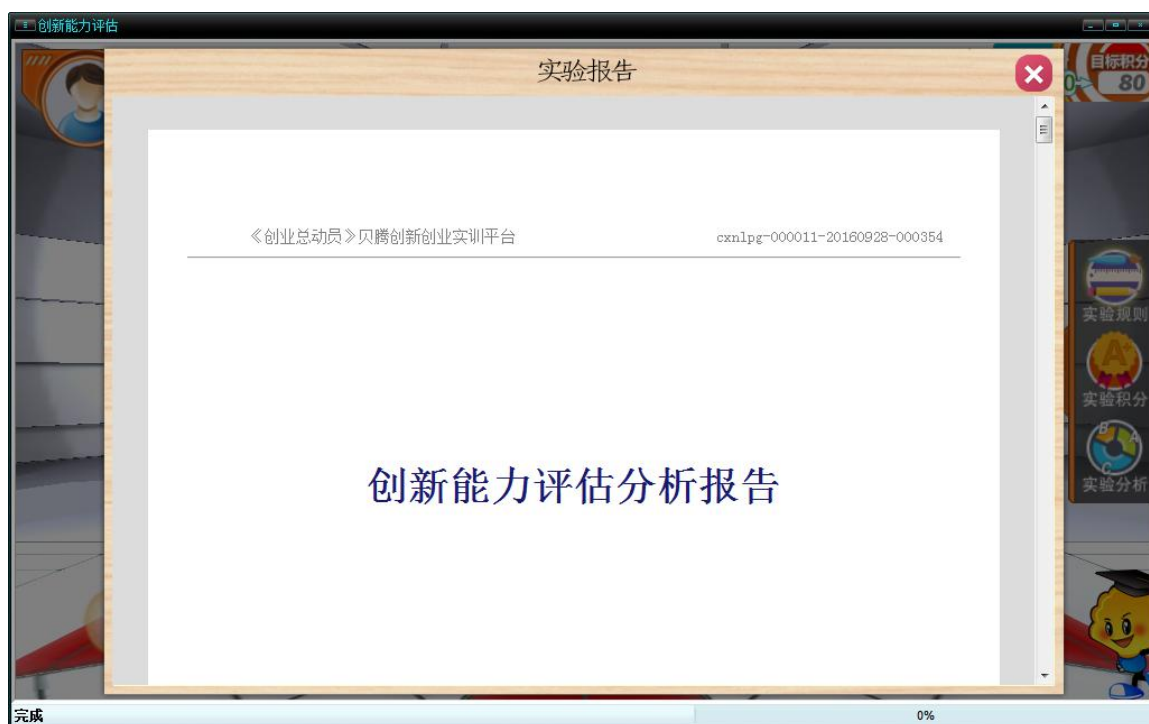 创新能力评估
实验报告
目标积分
80
《创业总动员》贝腾创新创业实训平台
cxnlpg-000011-20160928-000354
创新能力评估分析报告
实验规则
A+
实验积分
B A
C
实验分析
完成
0%